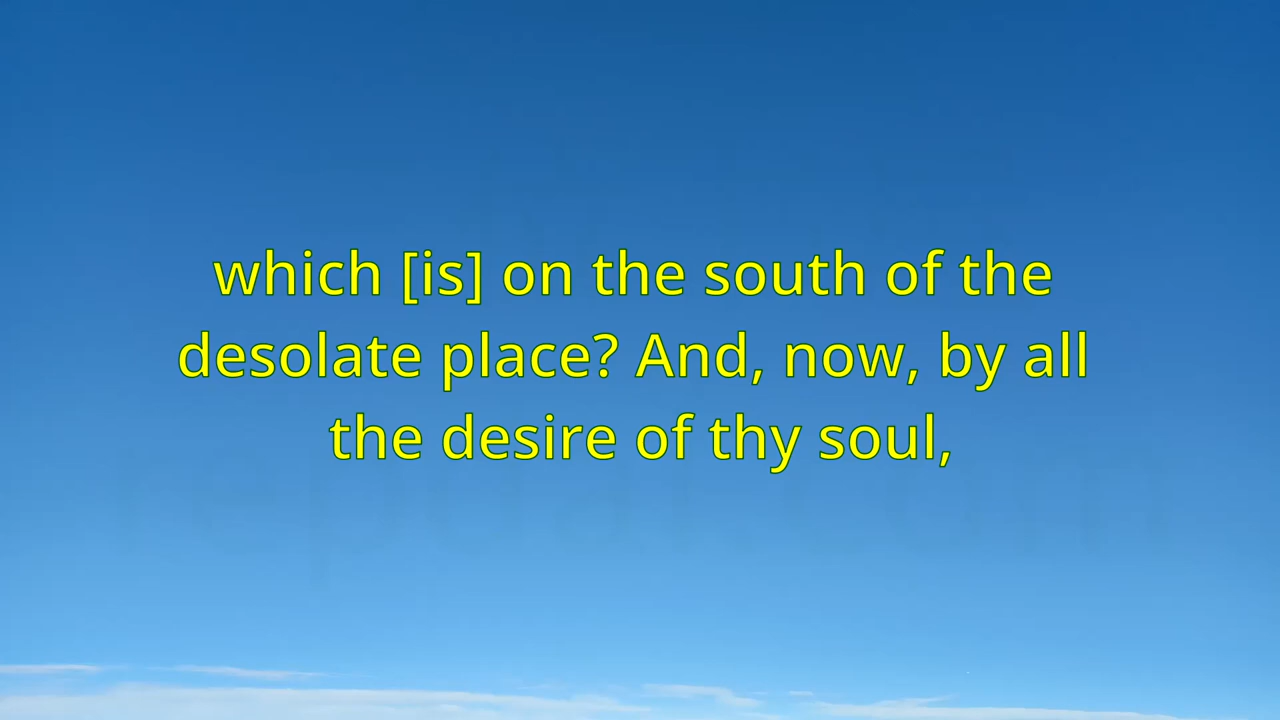 which [is] on the south of the
desolate place? And, now, by all
the desire of thy soul,